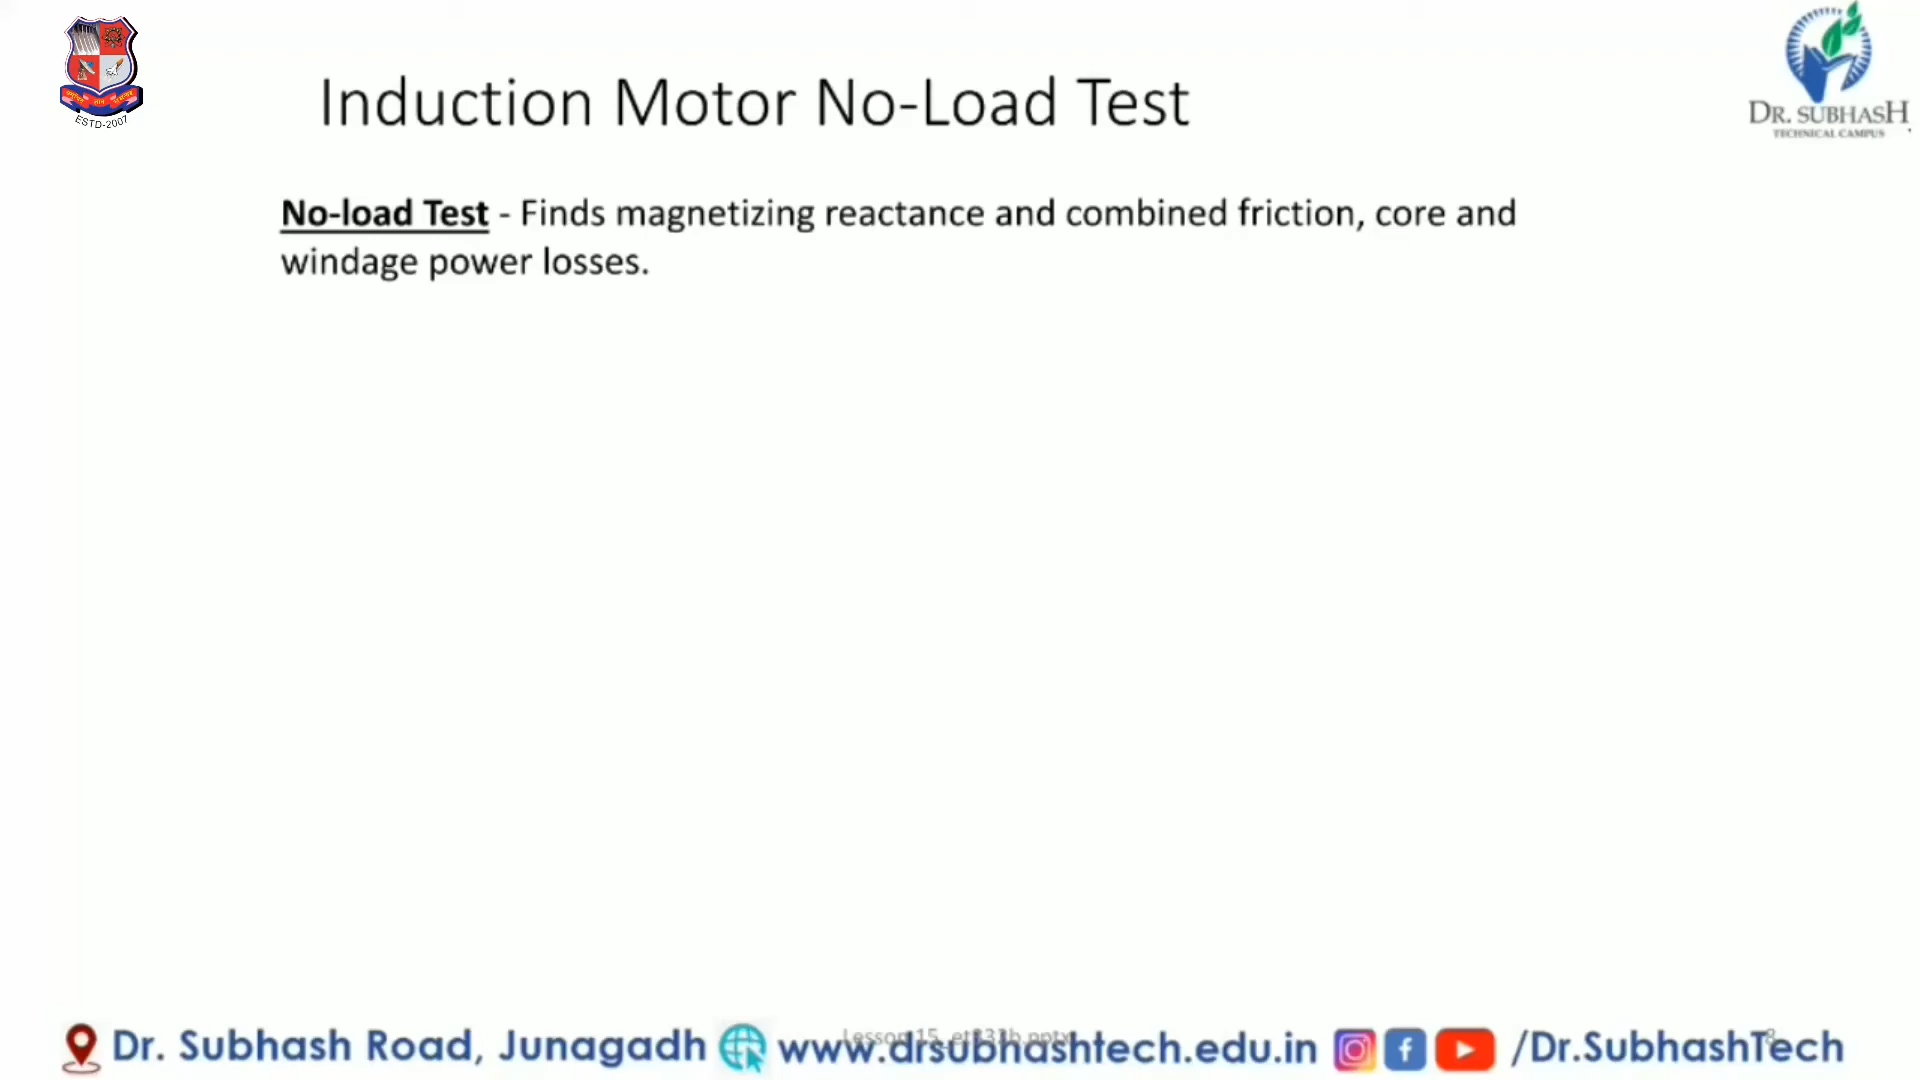 ESTD-2007
Induction Motor No-Load Test
DR. SUBHASH
TECHNICAL CAMPUS
No-load Test - Finds magnetizing reactance and combined friction, core and
windage power losses.
Dr. Subhash Road, Junagadh www.drsubhashtech.edu.in /Dr.SubhashTech
8